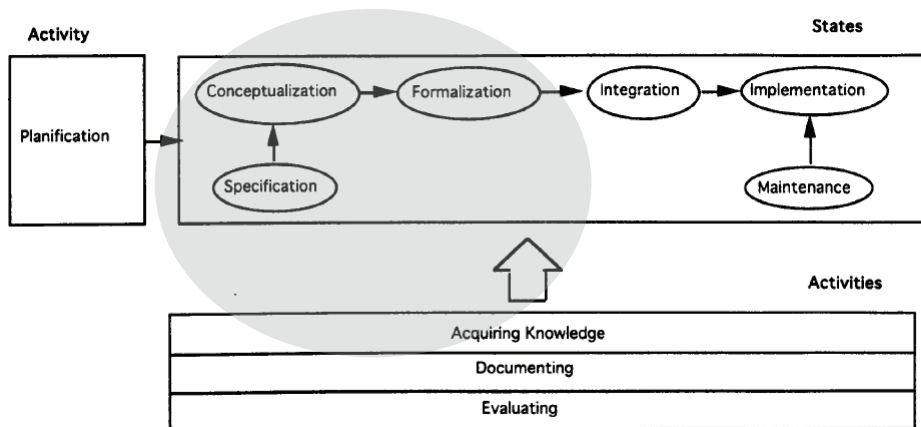 Activity
States
Conceptualization
Formalization
Integration
Implementation
Planification
Specification
Maintenance
Activities
Acquiring Knowledge
Documenting
Evaluating